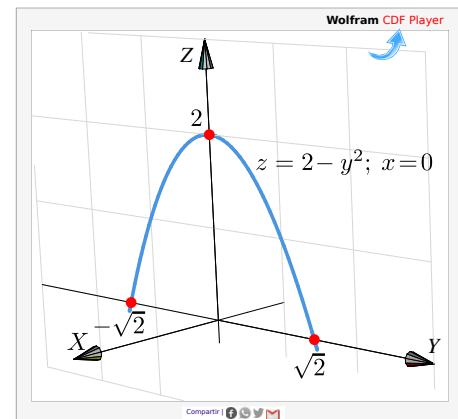 Wolfram CDF Player
Z
2
z = 2 − y²; x = 0
−√2
X
Y
√2
Compartir |